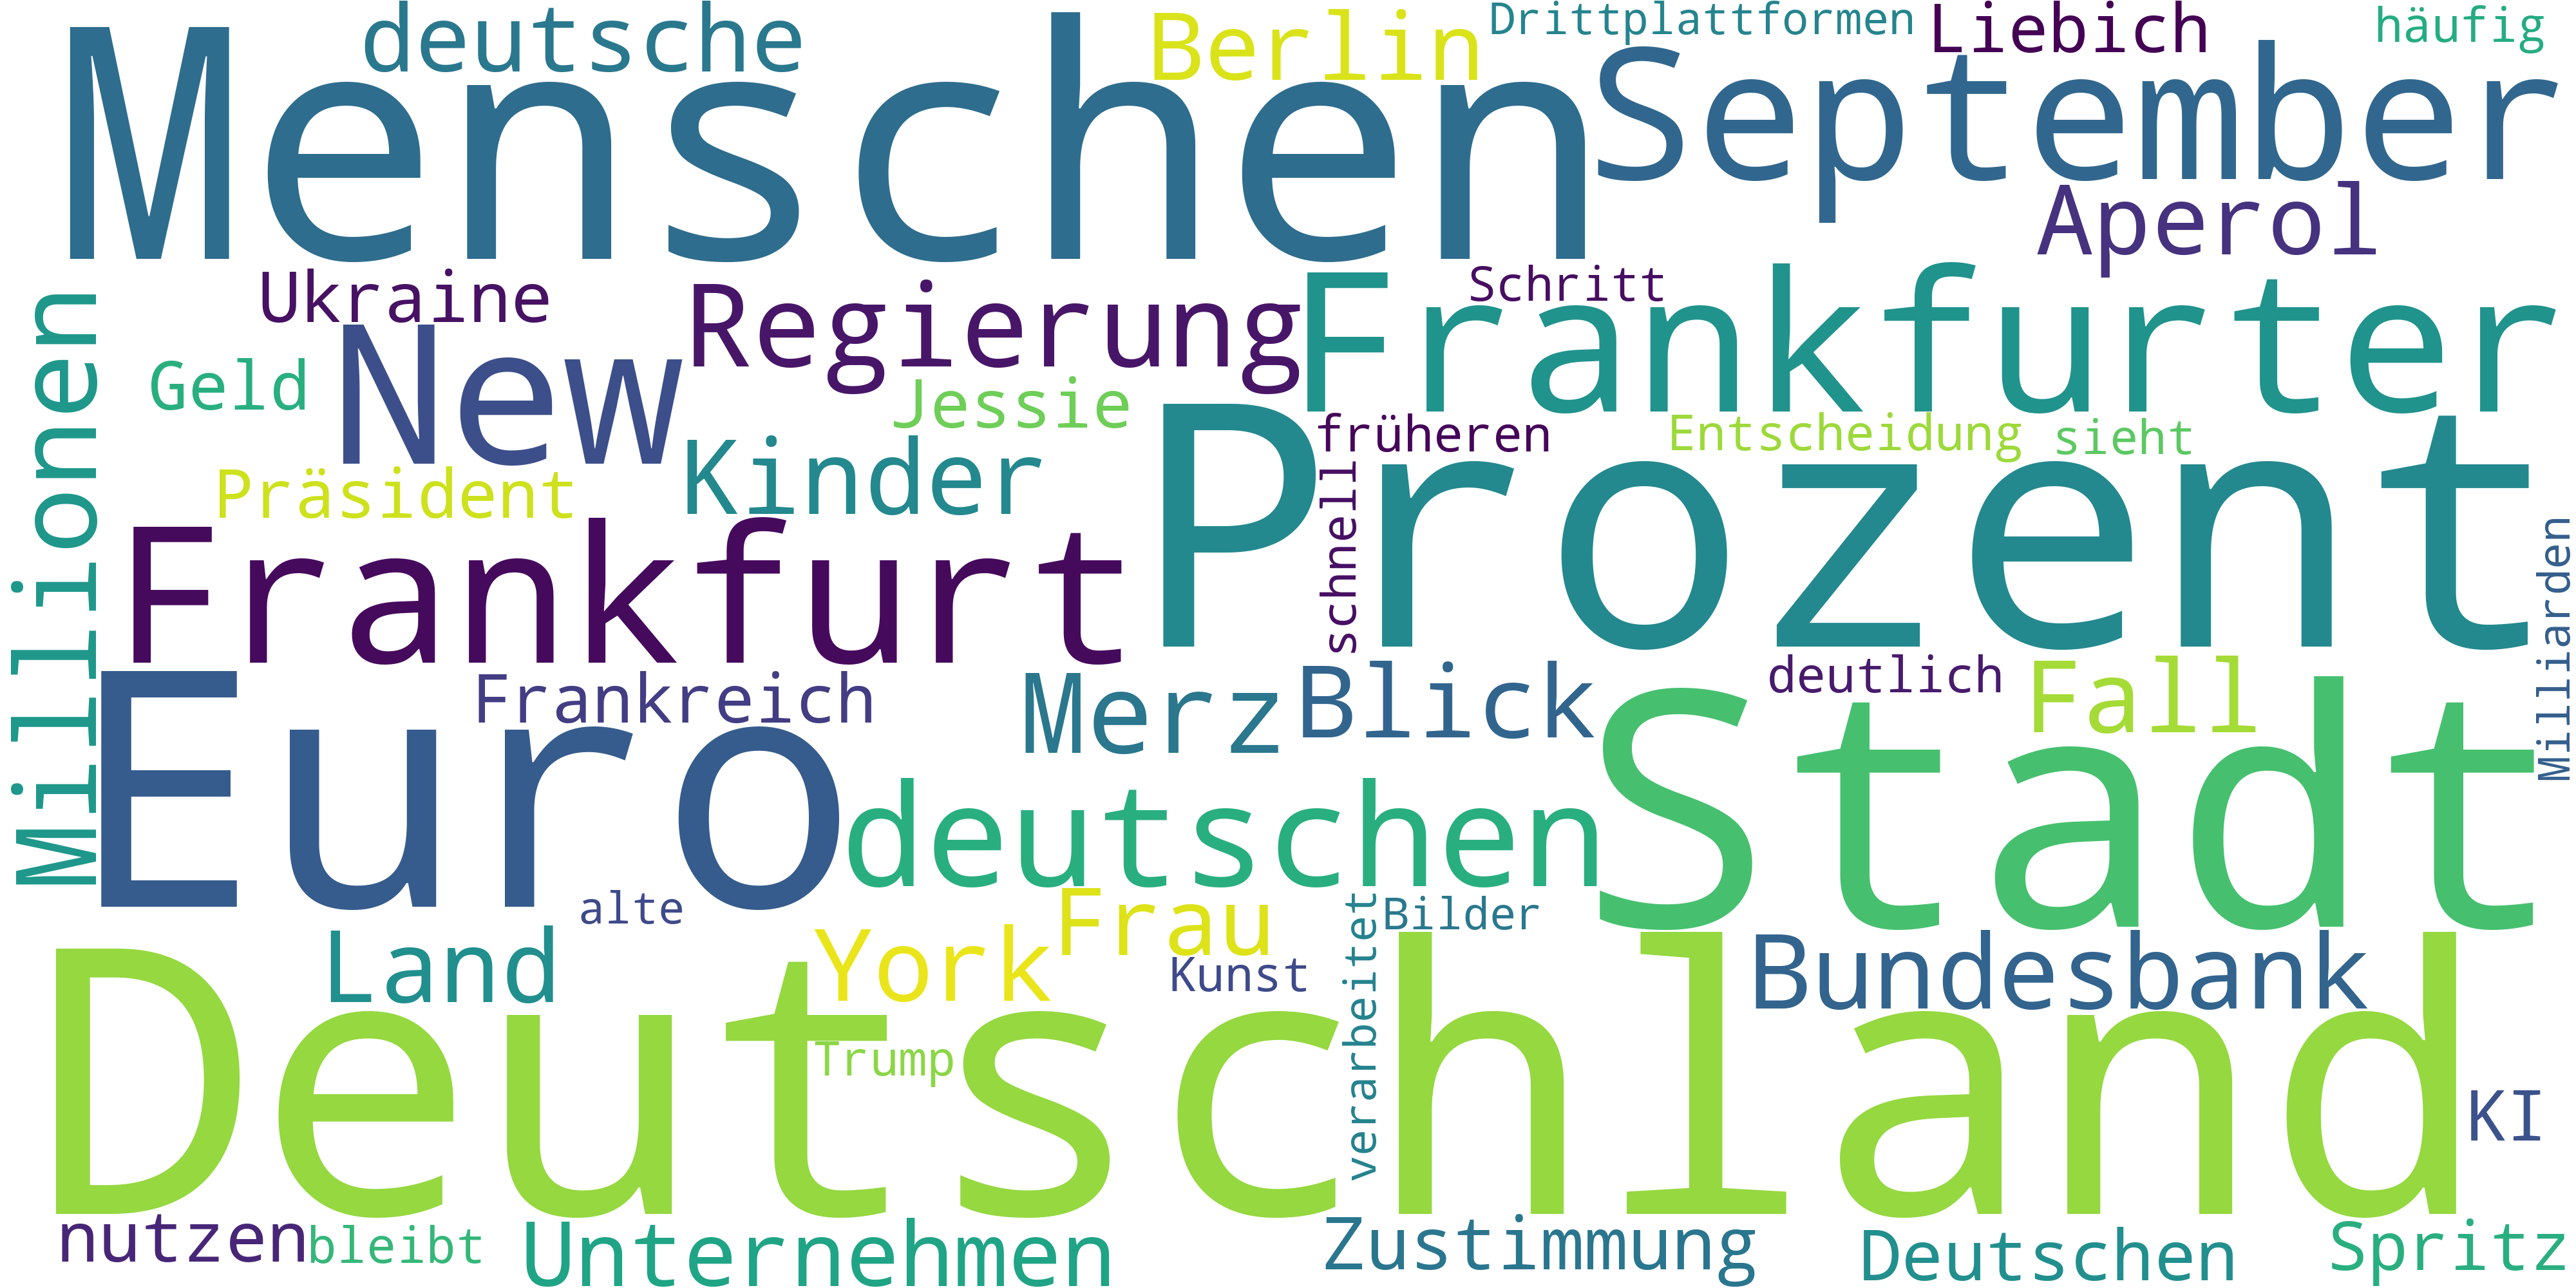 deutsche
Berlin
Drittplattformen
Liebich
häufig
Menschen
September
Aperol
Ukraine
Regierung
Schritt
Frankfurter
Millionen
New
Geld
Jessie
früheren
Entscheidung
sieht
Präsident
Kinder
Prozent
schnell
Frankfurt
Milliarden
Frankreich
Merz
Blick
deutlich
Fall
Euro
Stadt
deutschen
alte
Frau
Bilder
Land
York
Kunst
verarbeitet
Bundesbank
Deutschland
Trump
KI
nutzen
bleibt
Unternehmen
Zustimmung
Deutschen
Spritz